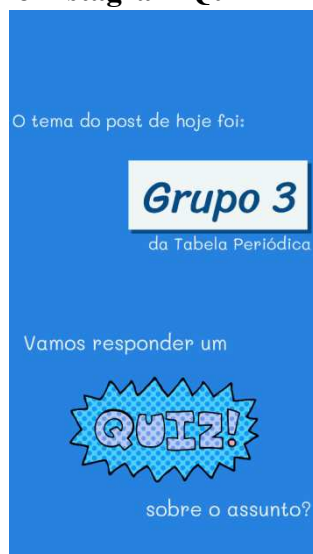 O tema do post de hoje foi:
Grupo 3
da Tabela Periódica
Vamos responder um
QUIZ!
sobre o assunto?